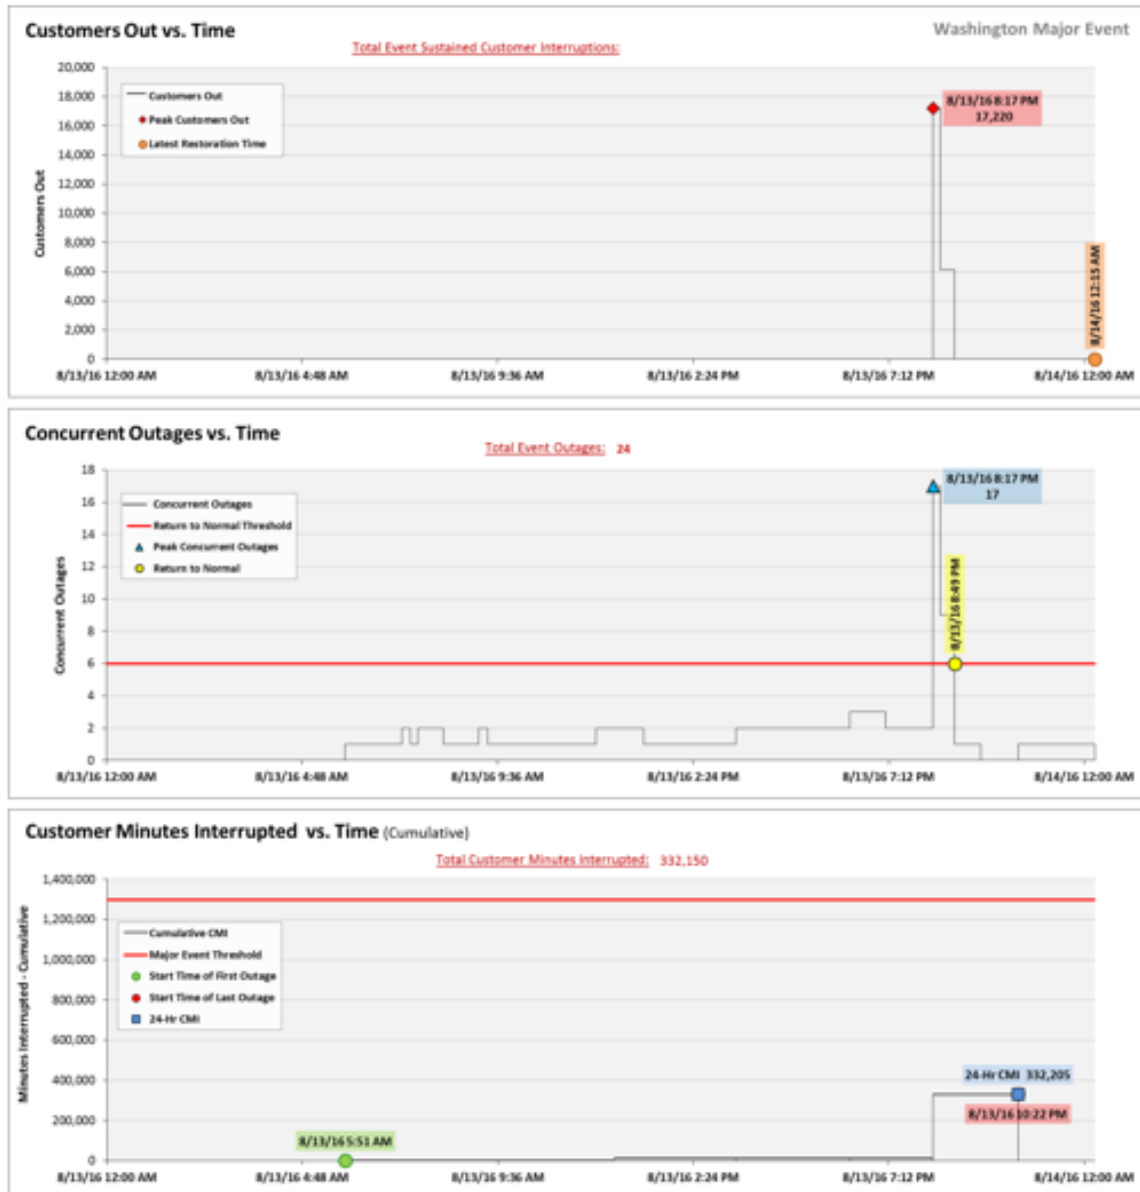 Customers Out vs. Time
Washington Major Event
Total Event Sustained Customer Interruptions:
20,000
18,000
16,000
14,000
12,000
10,000
8,000
6,000
4,000
2,000
0
Customers Out
Customers Out
Peak Customers Out
Latest Restoration Time
8/13/16 8:17 PM
17,220
8/14/16 12:15 AM
8/13/16 12:00 AM 8/13/16 4:48 AM 8/13/16 9:36 AM 8/13/16 2:24 PM 8/13/16 7:12 PM 8/14/16 12:00 AM
Concurrent Outages vs. Time
Total Event Outages: 24
18
16
14
12
10
8
6
4
2
0
Concurrent Outages
Concurrent Outages
Return to Normal Threshold
Peak Concurrent Outages
Return to Normal
8/13/16 8:17 PM
17
8/13/16 8:49 PM
8/13/16 12:00 AM 8/13/16 4:48 AM 8/13/16 9:36 AM 8/13/16 2:24 PM 8/13/16 7:12 PM 8/14/16 12:00 AM
Customer Minutes Interrupted vs. Time (Cumulative)
Total Customer Minutes Interrupted: 332,150
1,400,000
1,200,000
1,000,000
800,000
600,000
400,000
200,000
0
Minutes Interrupted - Cumulative
Cumulative CMI
Major Event Threshold
Start Time of First Outage
Start Time of Last Outage
24-Hr CMI
24-Hr CMI 332,205
8/13/16 10:22 PM
8/13/16 5:51 AM
8/13/16 12:00 AM 8/13/16 4:48 AM 8/13/16 9:36 AM 8/13/16 2:24 PM 8/13/16 7:12 PM 8/14/16 12:00 AM